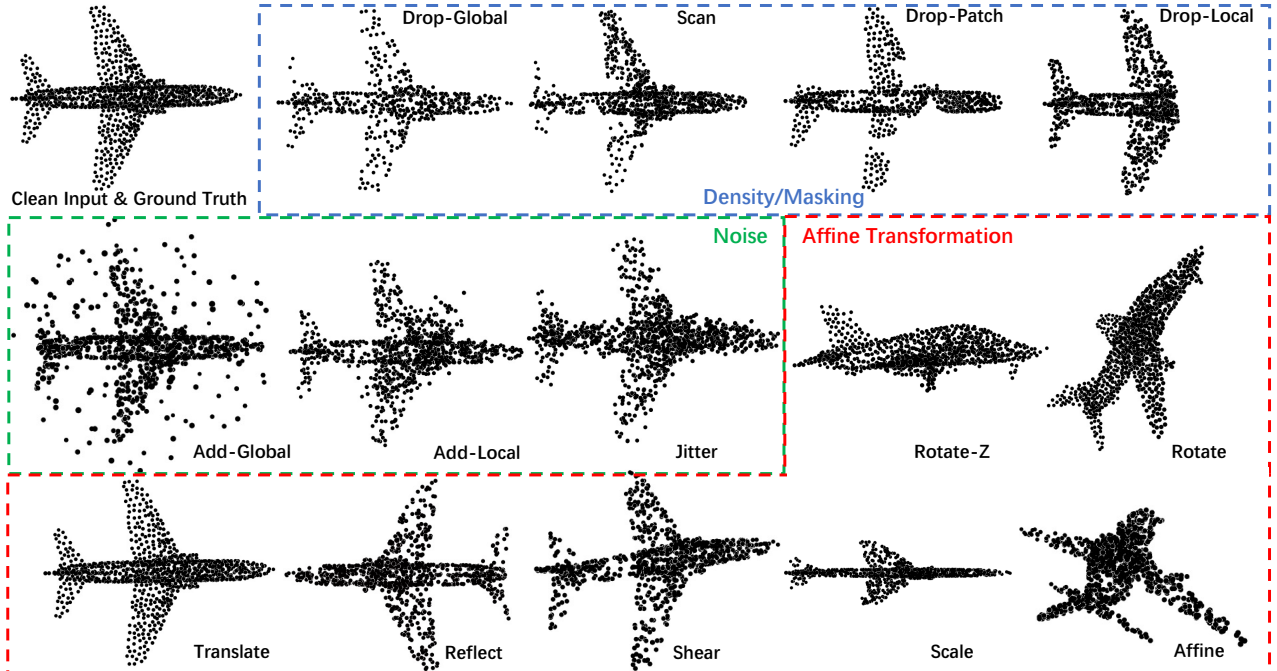 Drop-Global
Scan
Drop-Patch
Drop-Local
Clean Input & Ground Truth
Density/Masking
Noise
Affine Transformation
Add-Global
Add-Local
Jitter
Rotate-Z
Rotate
Translate
Reflect
Shear
Scale
Affine